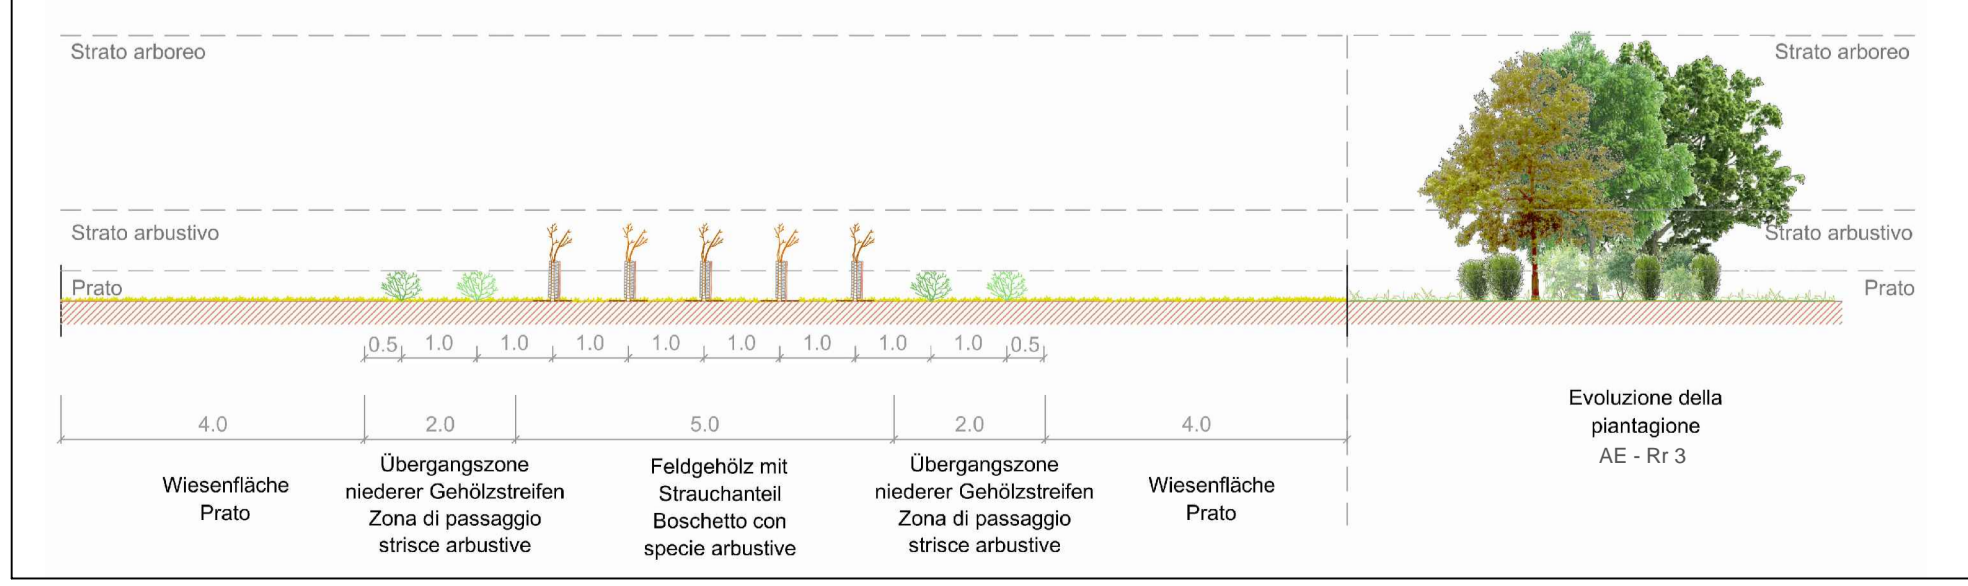 Strato arboreo
Strato arboreo
Strato arbustivo
Strato arbustivo
Prato
Prato
0.5 1.0 1.0 1.0 1.0 1.0 1.0 1.0 1.0 0.5
4.0 2.0 5.0 2.0 4.0
Wiesenfläche
Prato
Übergangszone
niederer Gehölzstreifen
Zona di passaggio
strisce arbustive
Feldgehölz mit
Strauchanteil
Boschetto con
specie arbustive
Übergangszone
niederer Gehölzstreifen
Zona di passaggio
strisce arbustive
Wiesenfläche
Prato
Evoluzione della
piantagione
AE - Rr 3